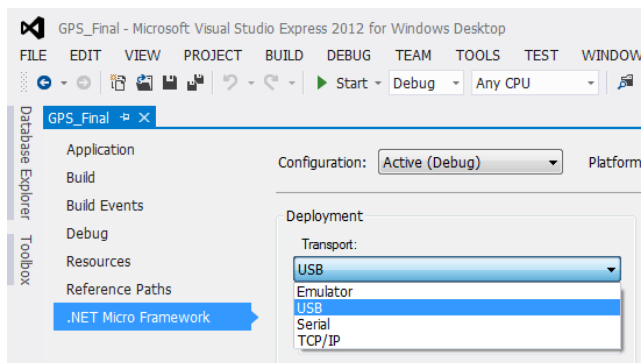 GPS_Final - Microsoft Visual Studio Express 2012 for Windows Desktop
FILE EDIT VIEW PROJECT BUILD DEBUG TEAM TOOLS TEST WINDOW
Start Debug Any CPU
Database Explorer
Toolbox
GPS_Final
Application
Build
Build Events
Debug
Resources
Reference Paths
.NET Micro Framework
Configuration: Active (Debug) Platform
Deployment
Transport:
USB
Emulator
USB
Serial
TCP/IP